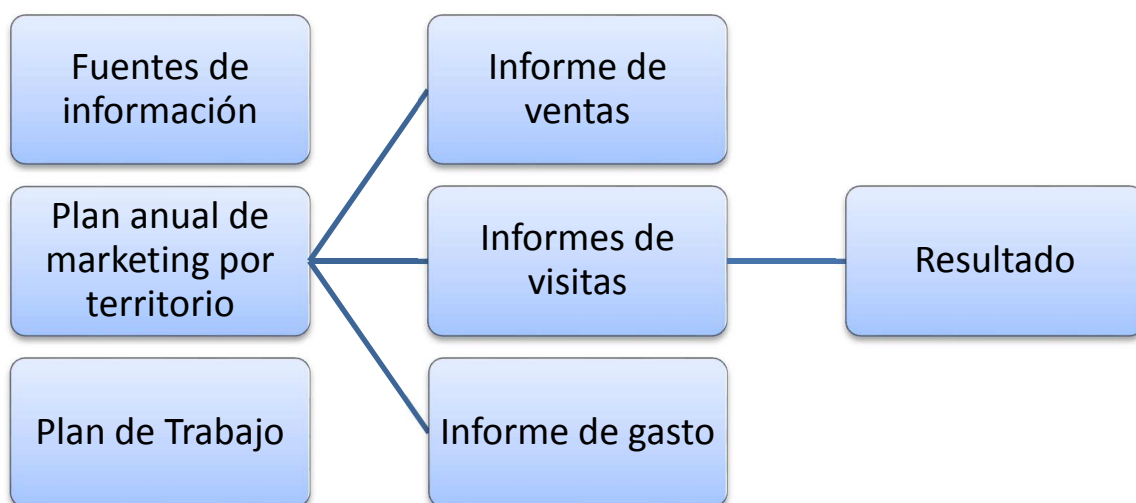 Fuentes de
información
Plan anual de
marketing por
territorio
Plan de Trabajo
Informe de
ventas
Informes de
visitas
Informe de gasto
Resultado